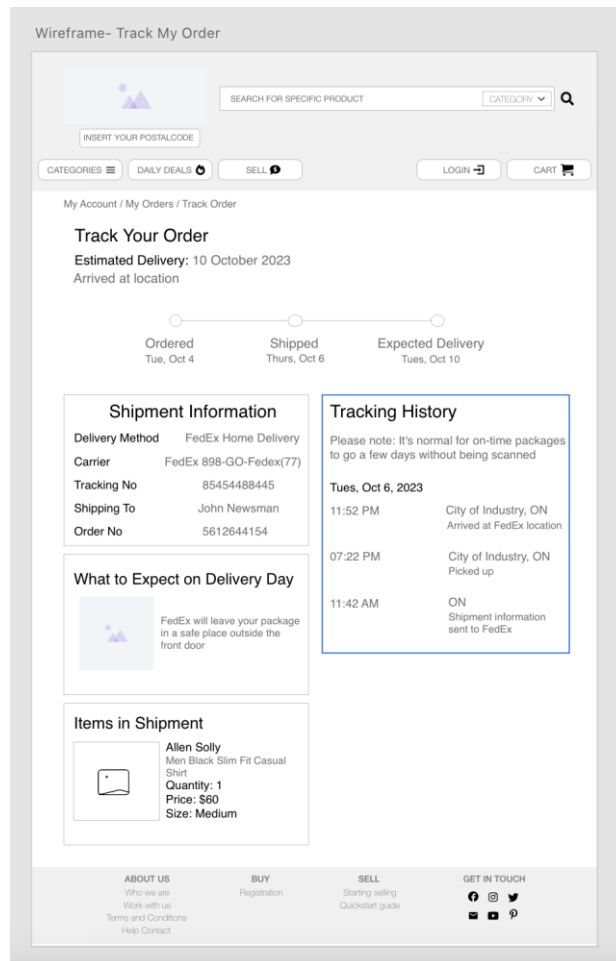 Wireframe- Track My Order
SEARCH FOR SPECIFIC PRODUCT
CATEGORY
INSERT YOUR POSTALCODE
CATEGORIES
DAILY DEALS
SELL
LOGIN
CART
My Account / My Orders / Track Order
Track Your Order
Estimated Delivery: 10 October 2023
Arrived at location
Ordered
Tue, Oct 4
Shipped
Thurs, Oct 6
Expected Delivery
Tues, Oct 10
Shipment Information
Delivery Method FedEx Home Delivery
Carrier FedEx 898-GO-Fedex(77)
Tracking No 85454488445
Shipping To John Newsman
Order No 5612644154
What to Expect on Delivery Day
FedEx will leave your package
in a safe place outside the
front door
Items in Shipment
Allen Solly
Men Black Slim Fit Casual
Shirt
Quantity: 1
Price: $60
Size: Medium
Tracking History
Please note: It's normal for on-time packages
to go a few days without being scanned
Tues, Oct 6, 2023
11:52 PM City of Industry, ON
Arrived at FedEx location
07:22 PM City of Industry, ON
Picked up
11:42 AM ON
Shipment information
sent to FedEx
ABOUT US
Who we are
Work with us
Terms and Conditions
Help Contact
BUY
Registration
SELL
Starting selling
Quickstart guide
GET IN TOUCH